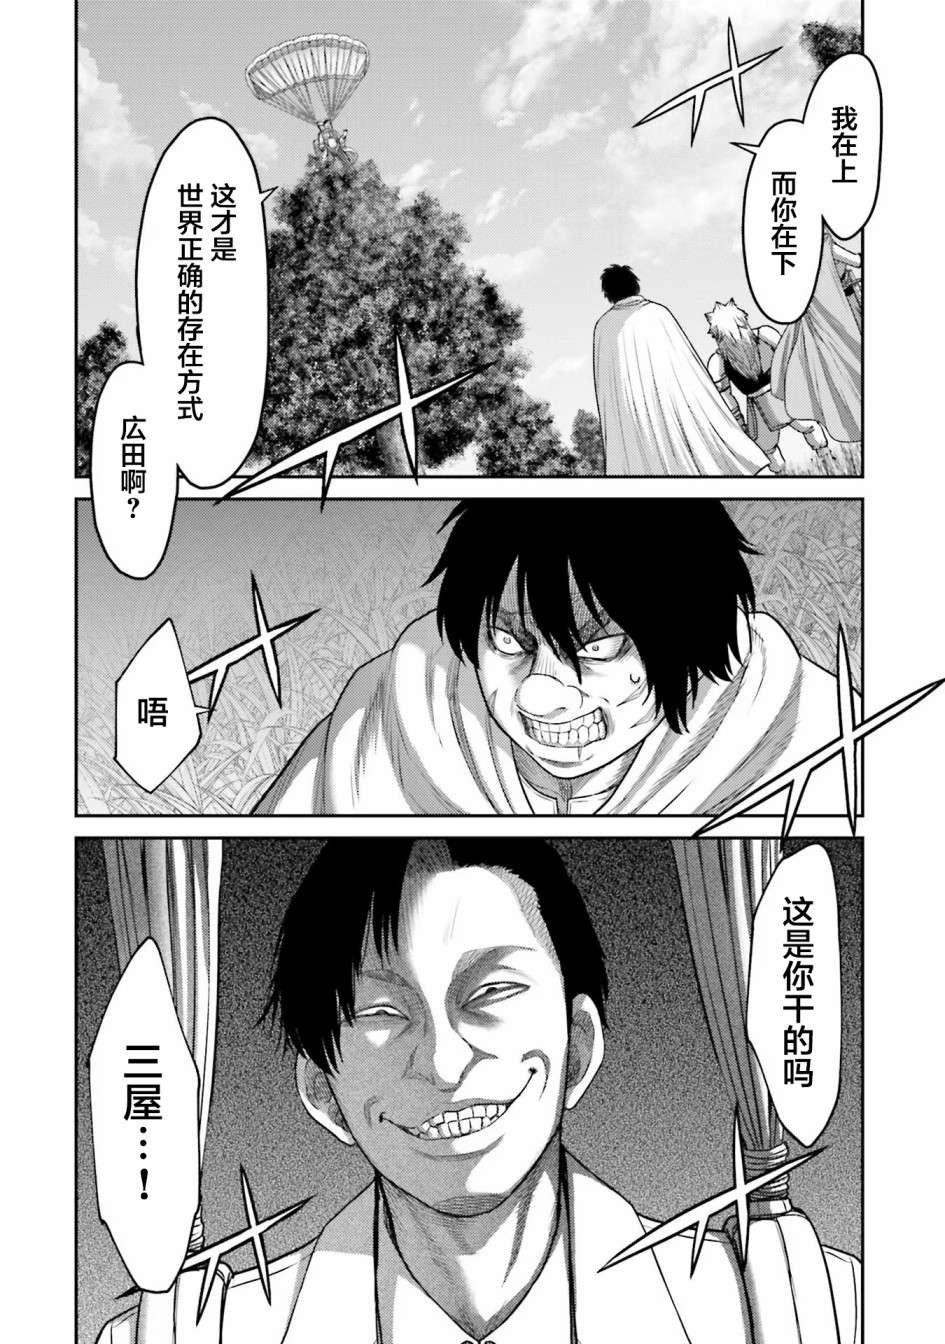 我在上
而你在下
这才是
世界正确的存在方式
広田啊?
唔
这是你干的吗
三屋…!